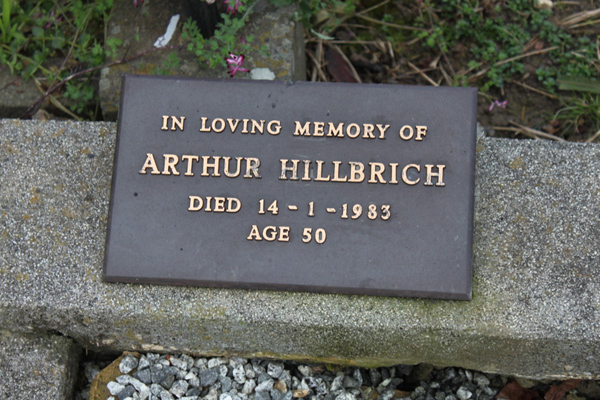 IN LOVING MEMORY OF
ARTHUR HILLBRICH
DIED 14 - 1 - 1983
AGE 50